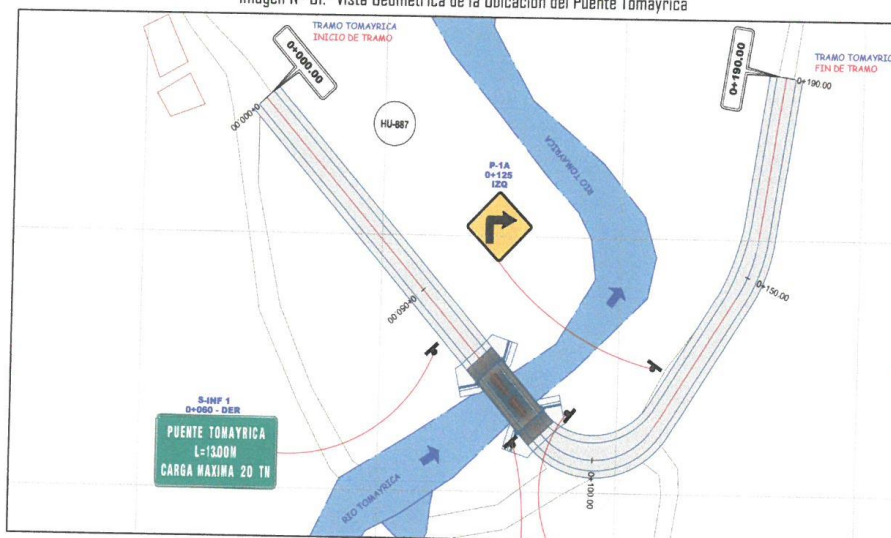 Imagen N° 01: Vista Geométrica de la Ubicación del Puente Tomayrica
TRAMO TOMAYRICA
INICIO DE TRAMO
0+000.00
0+000.00
HU-887
0+190.00
TRAMO TOMAYRIC
FIN DE TRAMO
0+190.00
P-1A
0+125
IZQ
RIO TOMAYRICA
0+050.00
0+150.00
S-INF 1
0+060 - DER
PUENTE TOMAYRICA
L=13.00M
CARGA MAXIMA 20 TN
RIO TOMAYRICA
0+100.00